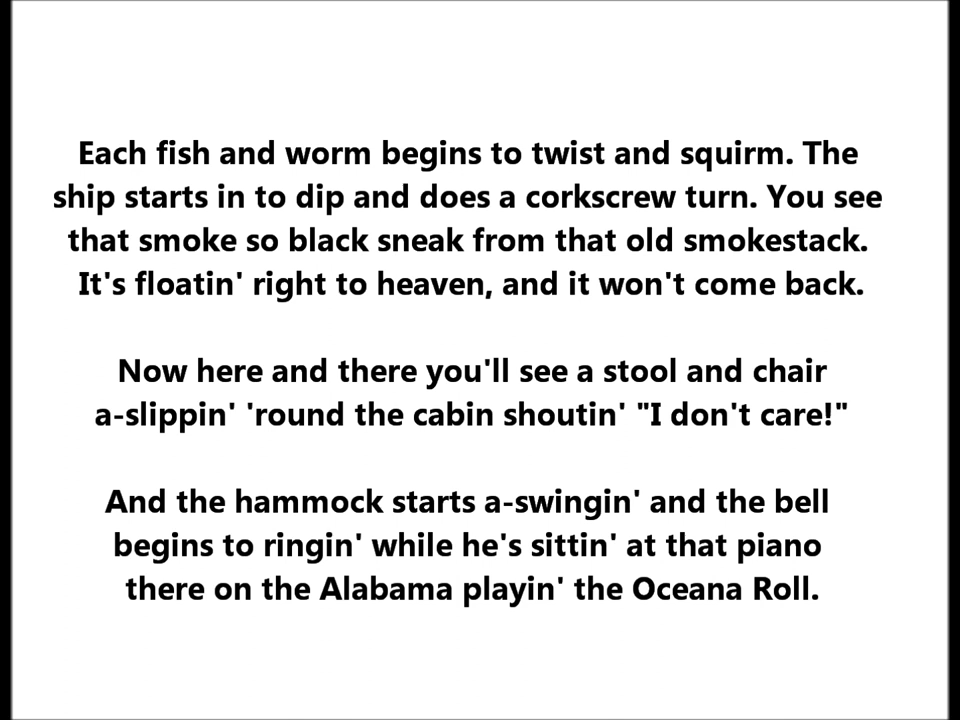 Each fish and worm begins to twist and squirm. The
ship starts in to dip and does a corkscrew turn. You see
that smoke so black sneak from that old smokestack.
It's floatin' right to heaven, and it won't come back.
Now here and there you'll see a stool and chair
a-slippin' 'round the cabin shoutin' "I don't care!"
And the hammock starts a-swingin' and the bell
begins to ringin' while he's sittin' at that piano
there on the Alabama playin' the Oceana Roll.